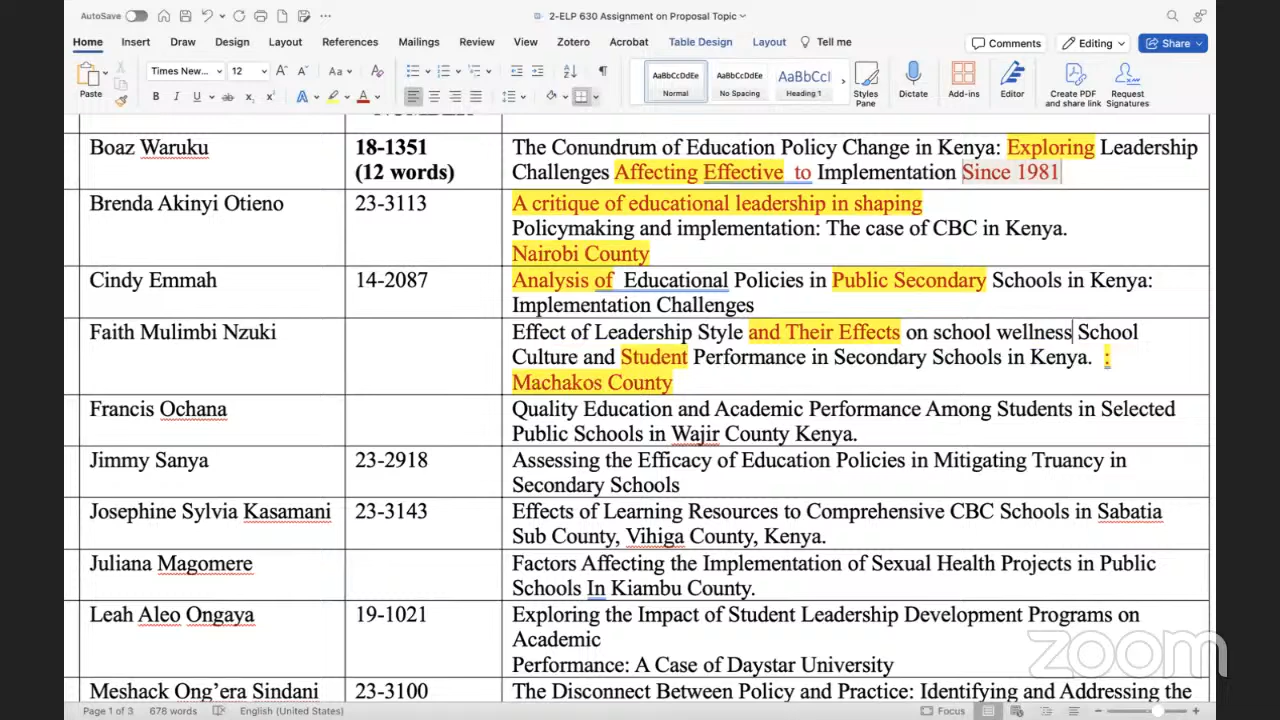 AutoSave
2-ELP 630 Assignment on Proposal Topic
Home Insert Draw Design Layout References Mailings Review View Zotero Acrobat Table Design Layout Tell me
Comments Editing Share
Paste
Times New... 12
AaBbCcDdEe AaBbCcDdEe AaBbCcI
Normal No Spacing Heading 1
Styles Pane
Dictate
Add-ins
Editor
Create PDF and share link
Request Signatures
Boaz Waruku
18-1351
(12 words)
The Conundrum of Education Policy Change in Kenya: Exploring Leadership
Challenges Affecting Effective to Implementation Since 1981
Brenda Akinyi Otieno
23-3113
A critique of educational leadership in shaping
Policymaking and implementation: The case of CBC in Kenya.
Nairobi County
Cindy Emmah
14-2087
Analysis of Educational Policies in Public Secondary Schools in Kenya:
Implementation Challenges
Faith Mulimbi Nzuki
Effect of Leadership Style and Their Effects on school wellness School
Culture and Student Performance in Secondary Schools in Kenya. :
Machakos County
Francis Ochana
Quality Education and Academic Performance Among Students in Selected
Public Schools in Wajir County Kenya.
Jimmy Sanya
23-2918
Assessing the Efficacy of Education Policies in Mitigating Truancy in
Secondary Schools
Josephine Sylvia Kasamani
23-3143
Effects of Learning Resources to Comprehensive CBC Schools in Sabatia
Sub County, Vihiga County, Kenya.
Juliana Magomere
Factors Affecting the Implementation of Sexual Health Projects in Public
Schools In Kiambu County.
Leah Aleo Ongaya
19-1021
Exploring the Impact of Student Leadership Development Programs on
Academic
Performance: A Case of Daystar University
Meshack Ong’era Sindani
23-3100
The Disconnect Between Policy and Practice: Identifying and Addressing the
zoom
Page 1 of 3 678 words English (United States) Focus